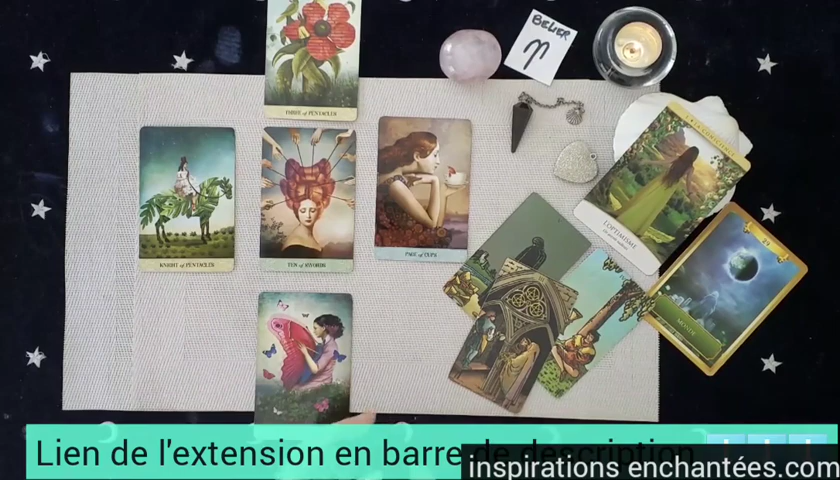 BELIER
THREE of PENTACLES
KNIGHT of PENTACLES
TEN of SWORDS
PAGE of CUPS
L'OPTIMISME
29
MONDE
Lien de l'extension en barre de description
inspirations enchantées.com